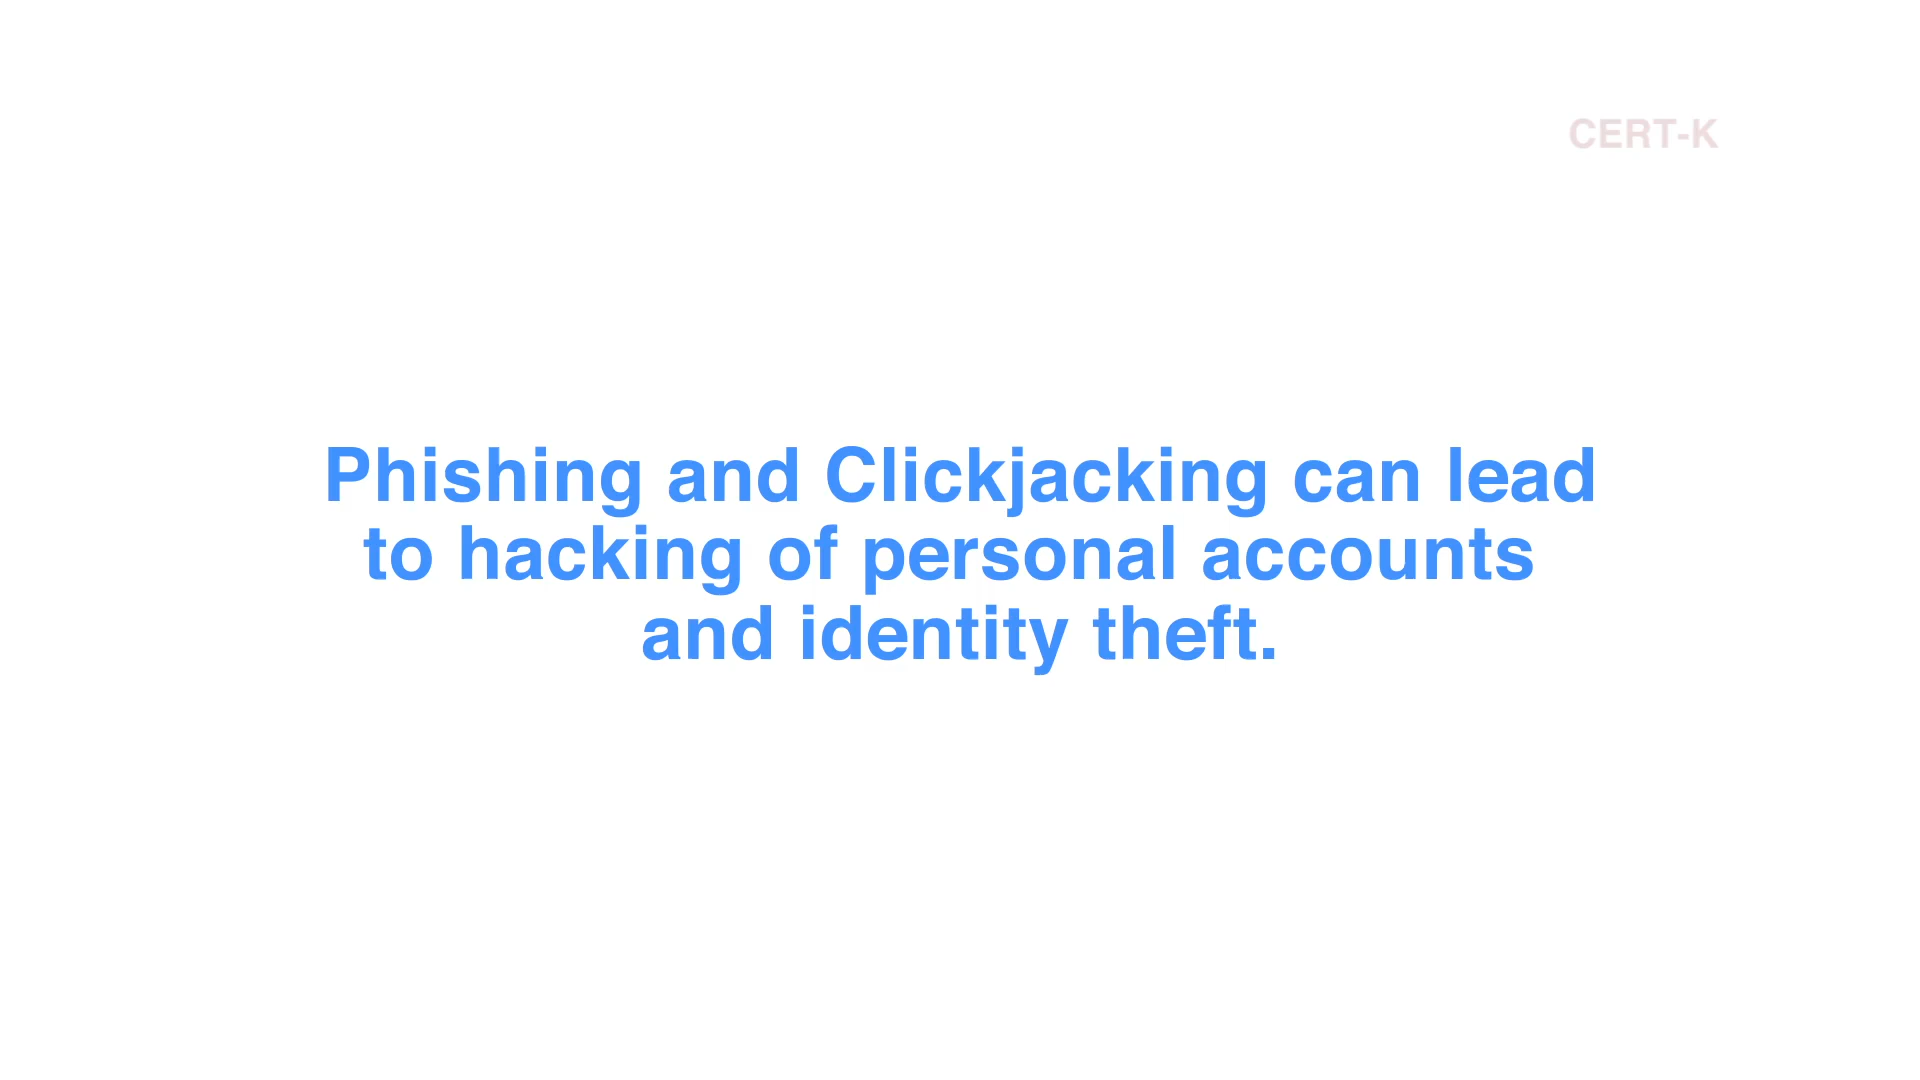 CERT-K
Phishing and Clickjacking can lead
to hacking of personal accounts
and identity theft.